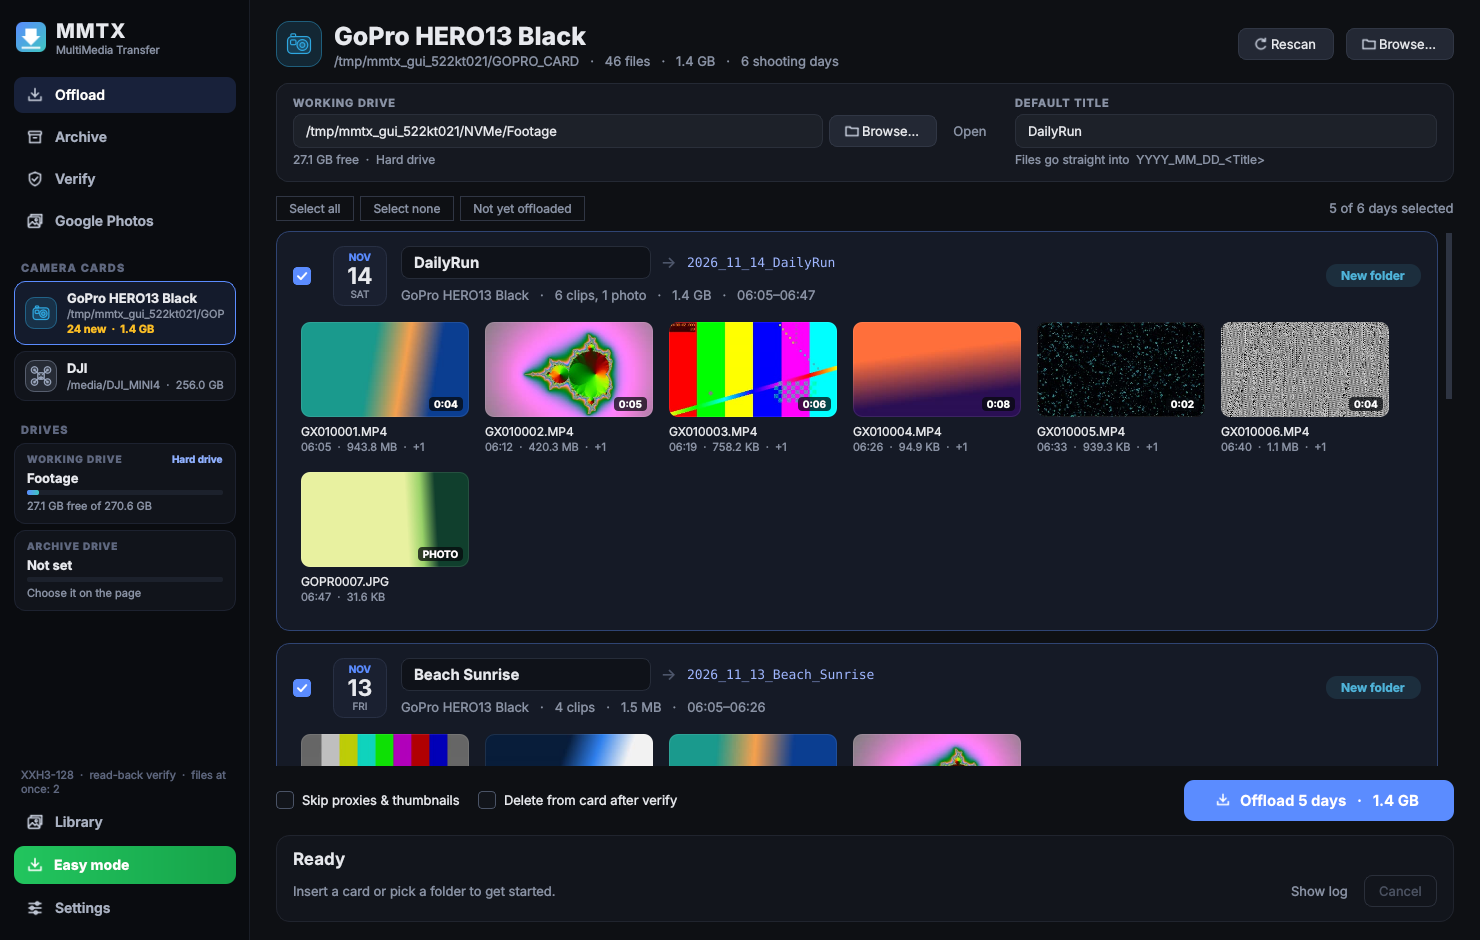 MMTX
MultiMedia Transfer
Offload
Archive
Verify
Google Photos
CAMERA CARDS
GoPro HERO13 Black
/tmp/mmtx_gui_522kt021/GOP
24 new · 1.4 GB
DJI
/media/DJI_MINI4 · 256.0 GB
DRIVES
WORKING DRIVE Hard drive
Footage
27.1 GB free of 270.6 GB
ARCHIVE DRIVE
Not set
Choose it on the page
XXH3-128 · read-back verify · files at
once: 2
Library
Easy mode
Settings
GoPro HERO13 Black
/tmp/mmtx_gui_522kt021/GOPRO_CARD · 46 files · 1.4 GB · 6 shooting days
Rescan
Browse...
WORKING DRIVE
/tmp/mmtx_gui_522kt021/NVMe/Footage
Browse...
Open
27.1 GB free · Hard drive
DEFAULT TITLE
DailyRun
Files go straight into YYYY_MM_DD_<Title>
Select all
Select none
Not yet offloaded
5 of 6 days selected
NOV
14
SAT
DailyRun
→ 2026_11_14_DailyRun
GoPro HERO13 Black · 6 clips, 1 photo · 1.4 GB · 06:05–06:47
New folder
0:04
0:05
0:06
0:08
0:02
0:04
GX010001.MP4
06:05 · 943.8 MB · +1
GX010002.MP4
06:12 · 420.3 MB · +1
GX010003.MP4
06:19 · 758.2 KB · +1
GX010004.MP4
06:26 · 94.9 KB · +1
GX010005.MP4
06:33 · 939.3 KB · +1
GX010006.MP4
06:40 · 1.1 MB · +1
PHOTO
GOPR0007.JPG
06:47 · 31.6 KB
NOV
13
FRI
Beach Sunrise
→ 2026_11_13_Beach_Sunrise
GoPro HERO13 Black · 4 clips · 1.5 MB · 06:05–06:26
New folder
Skip proxies & thumbnails
Delete from card after verify
Offload 5 days · 1.4 GB
Ready
Insert a card or pick a folder to get started.
Show log
Cancel